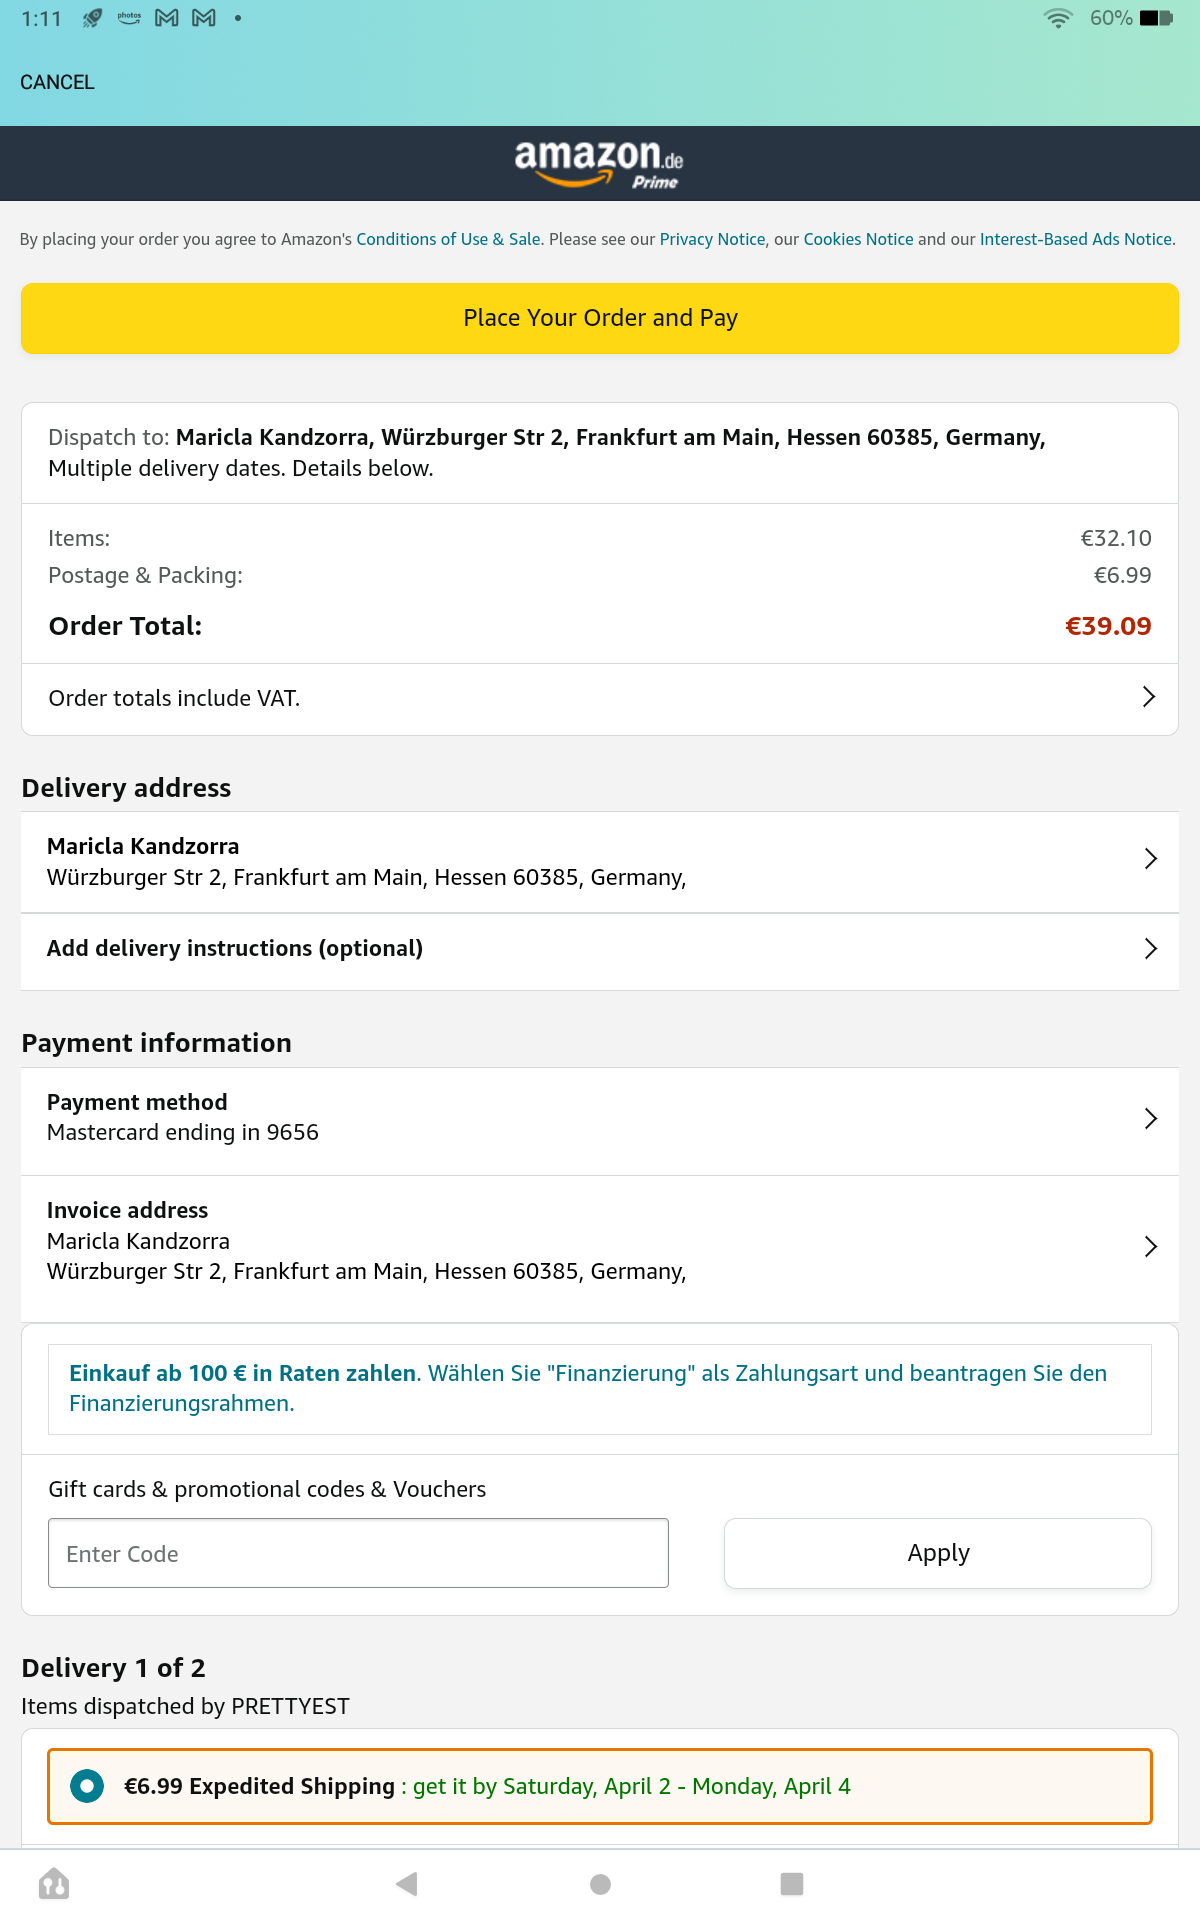 1:11
photos
60%
CANCEL
amazon.de
Prime
By placing your order you agree to Amazon's Conditions of Use & Sale. Please see our Privacy Notice, our Cookies Notice and our Interest-Based Ads Notice.
Place Your Order and Pay
Dispatch to: Maricla Kandzorra, Würzburger Str 2, Frankfurt am Main, Hessen 60385, Germany,
Multiple delivery dates. Details below.
Items: €32.10
Postage & Packing: €6.99
Order Total: €39.09
Order totals include VAT.
Delivery address
Maricla Kandzorra
Würzburger Str 2, Frankfurt am Main, Hessen 60385, Germany,
Add delivery instructions (optional)
Payment information
Payment method
Mastercard ending in 9656
Invoice address
Maricla Kandzorra
Würzburger Str 2, Frankfurt am Main, Hessen 60385, Germany,
Einkauf ab 100 € in Raten zahlen. Wählen Sie "Finanzierung" als Zahlungsart und beantragen Sie den
Finanzierungsrahmen.
Gift cards & promotional codes & Vouchers
Enter Code
Apply
Delivery 1 of 2
Items dispatched by PRETTYEST
€6.99 Expedited Shipping : get it by Saturday, April 2 - Monday, April 4